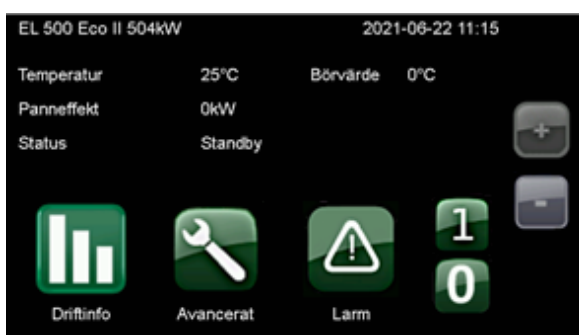 EL 500 Eco II 504kW 2021-06-22 11:15
Temperatur 25°C Börvärde 0°C
Panneffekt 0kW
Status Standby
+
-
1
0
Driftinfo Avancerat Larm